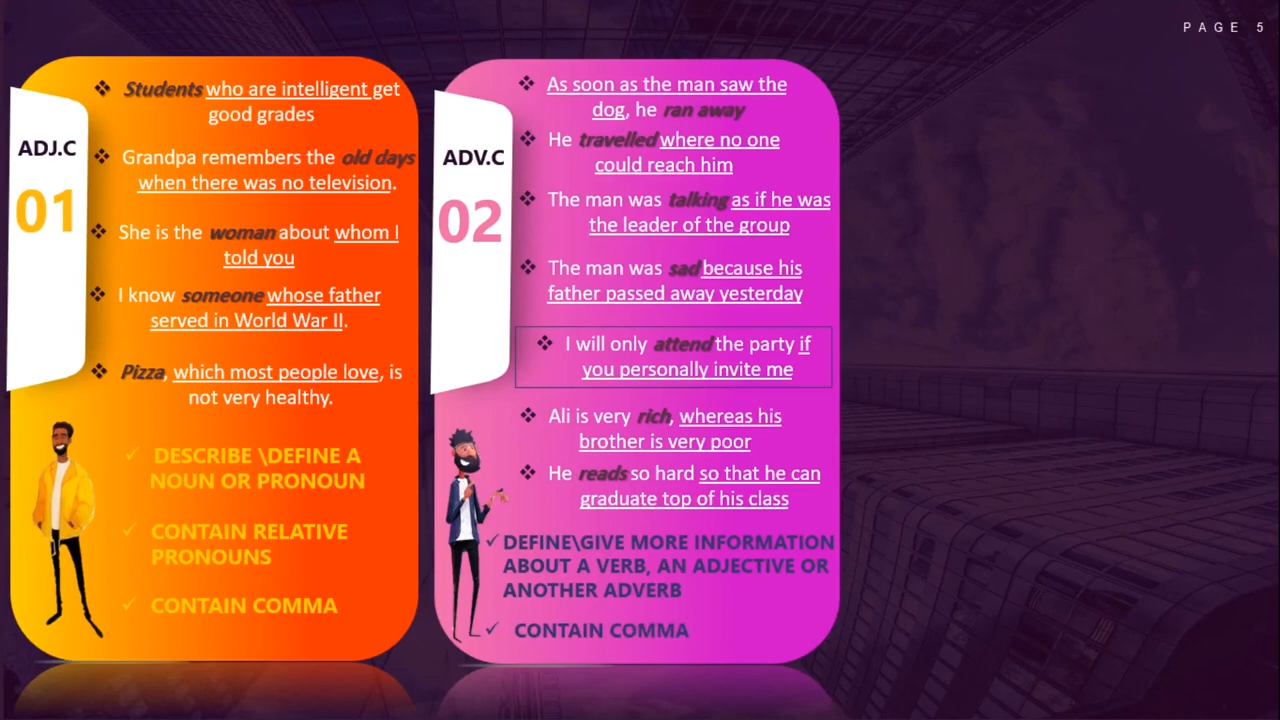 PAGE 5
ADJ.C
01
❖ Students who are intelligent get
good grades
❖ Grandpa remembers the old days
when there was no television.
❖ She is the woman about whom I
told you
❖ I know someone whose father
served in World War II.
❖ Pizza, which most people love, is
not very healthy.
✓ DESCRIBE \DEFINE A
NOUN OR PRONOUN
✓ CONTAIN RELATIVE
PRONOUNS
✓ CONTAIN COMMA
ADV.C
02
❖ As soon as the man saw the
dog, he ran away
❖ He travelled where no one
could reach him
❖ The man was talking as if he was
the leader of the group
❖ The man was sad because his
father passed away yesterday
❖ I will only attend the party if
you personally invite me
❖ Ali is very rich, whereas his
brother is very poor
❖ He reads so hard so that he can
graduate top of his class
✓ DEFINE\GIVE MORE INFORMATION
ABOUT A VERB, AN ADJECTIVE OR
ANOTHER ADVERB
✓ CONTAIN COMMA